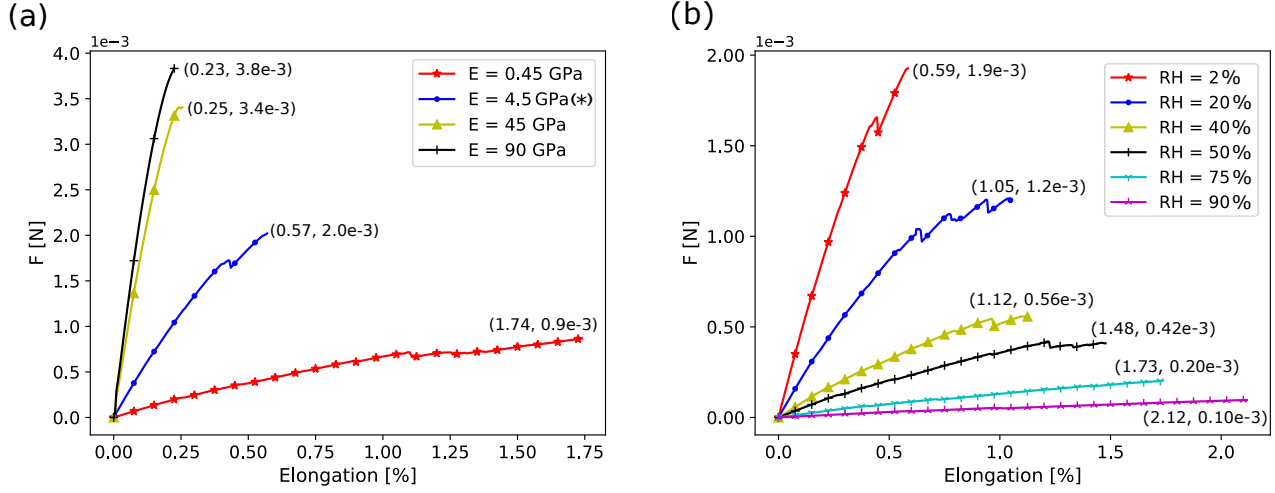 (a)
1e-3
4.0
3.5
3.0
2.5
2.0
1.5
1.0
0.5
0.0
F [N]
(0.23, 3.8e-3)
(0.25, 3.4e-3)
(0.57, 2.0e-3)
(1.74, 0.9e-3)
E = 0.45 GPa
E = 4.5 GPa(*)
E = 45 GPa
E = 90 GPa
0.00 0.25 0.50 0.75 1.00 1.25 1.50 1.75
Elongation [%]
(b)
1e-3
2.00
1.50
1.00
0.50
0.00
F [N]
(0.59, 1.9e-3)
(1.05, 1.2e-3)
(1.12, 0.56e-3)
(1.48, 0.42e-3)
(1.73, 0.20e-3)
(2.12, 0.10e-3)
RH = 2%
RH = 20%
RH = 40%
RH = 50%
RH = 75%
RH = 90%
0.0 0.5 1.0 1.5 2.0
Elongation [%]